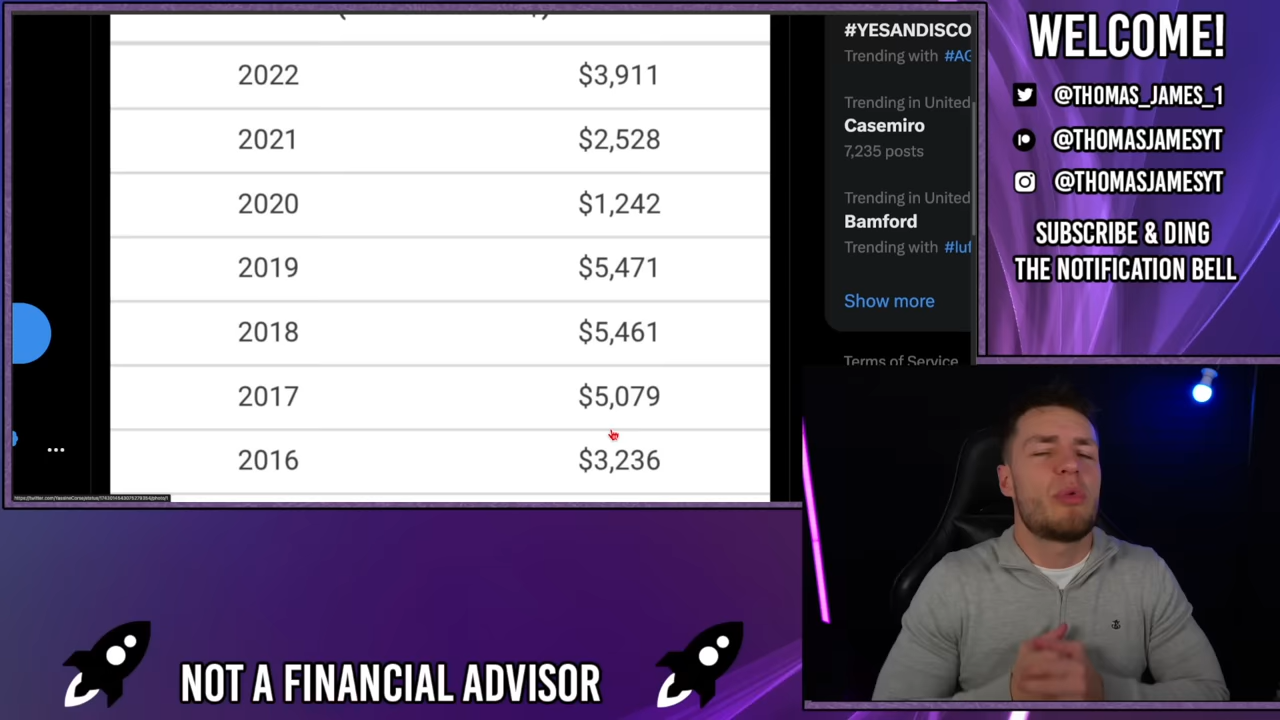 2022 $3,911
2021 $2,528
2020 $1,242
2019 $5,471
2018 $5,461
2017 $5,079
2016 $3,236
#YESANDISCO
Trending with #AG
Trending in United
Casemiro
7,235 posts
Trending in United
Bamford
Trending with #luf
Show more
Terms of Service
WELCOME!
@THOMAS_JAMES_1
@THOMASJAMESYT
@THOMASJAMESYT
SUBSCRIBE & DING
THE NOTIFICATION BELL
NOT A FINANCIAL ADVISOR